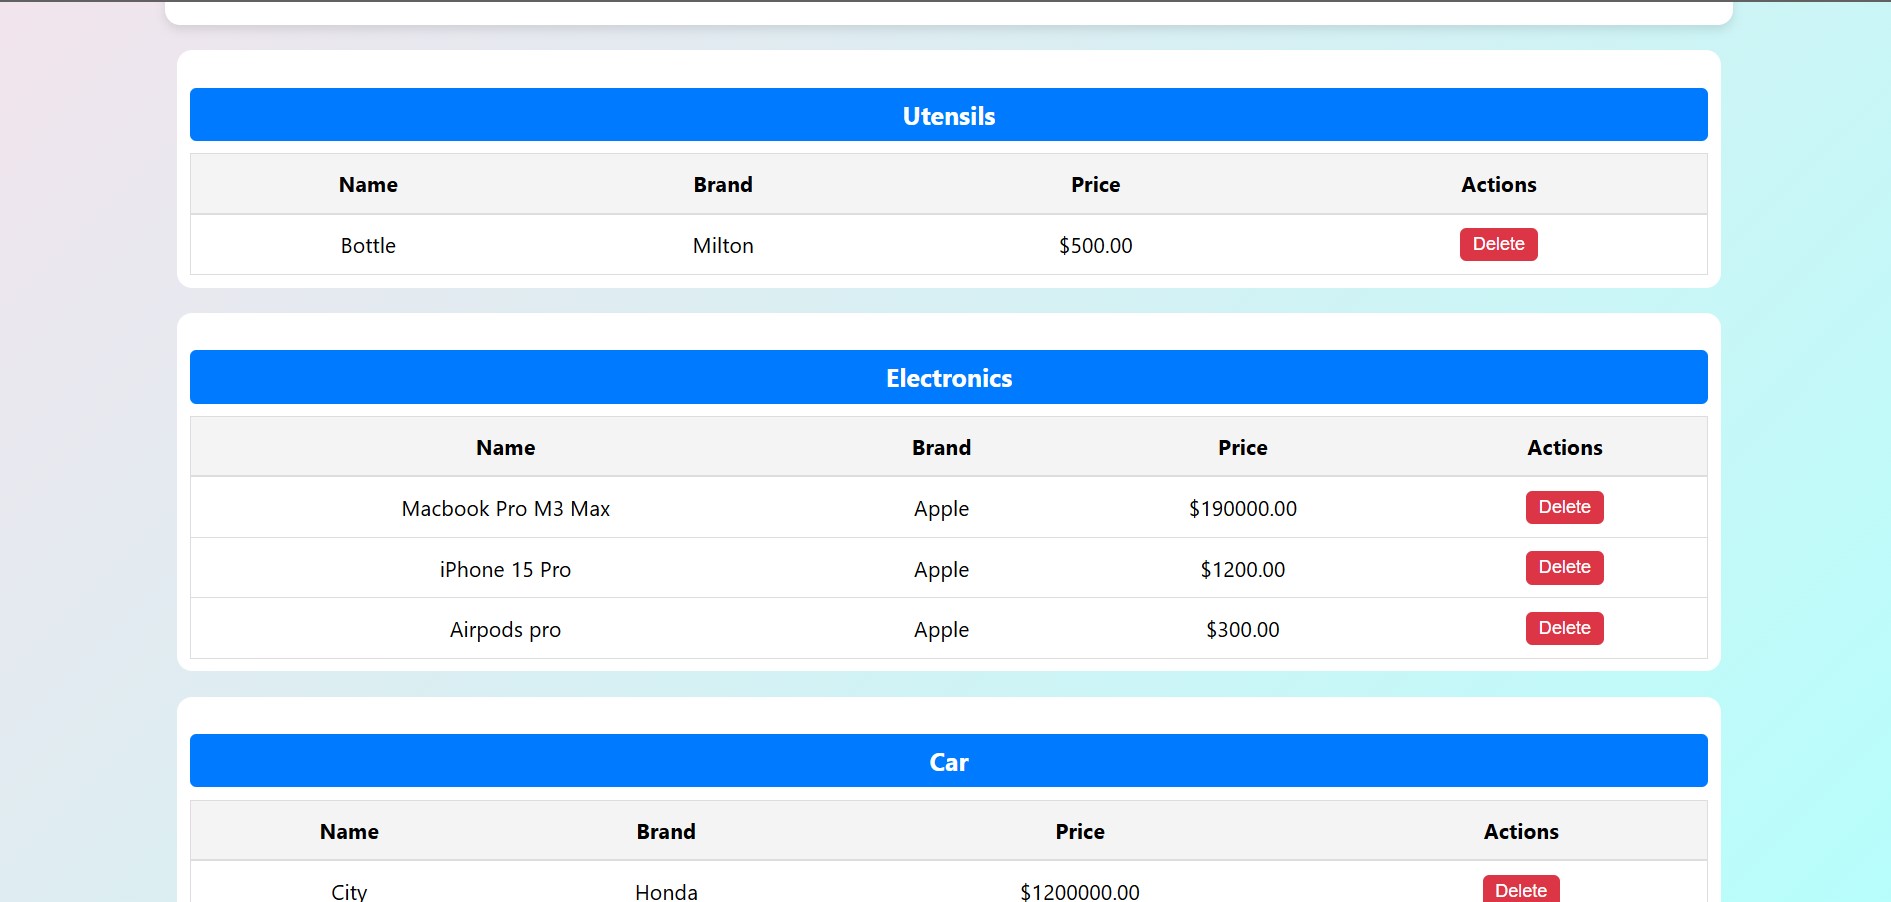 Utensils
Name Brand Price Actions
Bottle Milton $500.00 Delete
Electronics
Name Brand Price Actions
Macbook Pro M3 Max Apple $190000.00 Delete
iPhone 15 Pro Apple $1200.00 Delete
Airpods pro Apple $300.00 Delete
Car
Name Brand Price Actions
City Honda $1200000.00 Delete